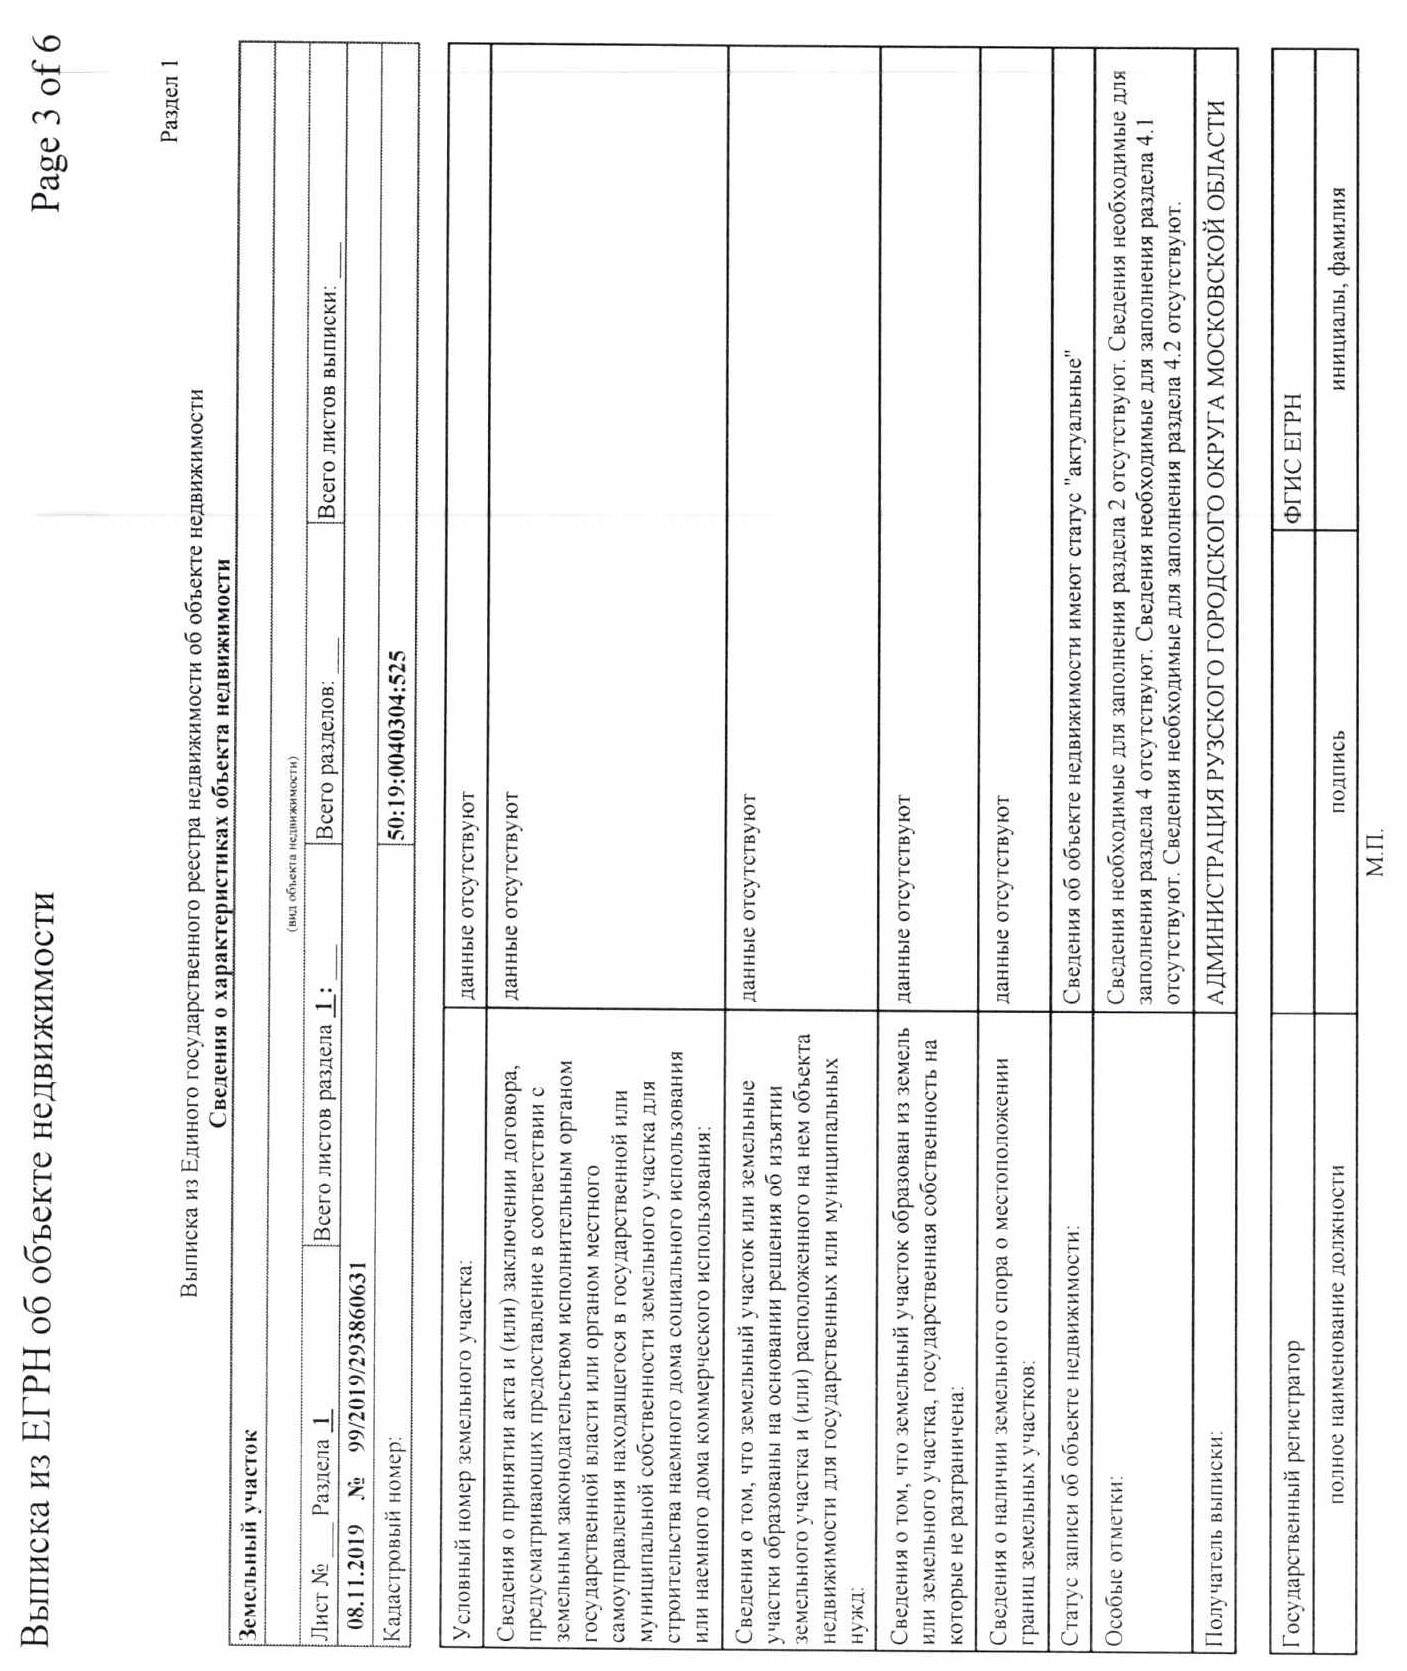 Выписка из ЕГРН об объекте недвижимости Page 3 of 6
Раздел 1
Выписка из Единого государственного реестра недвижимости об объекте недвижимости
Сведения о характеристиках объекта недвижимости
Земельный участок
(вид объекта недвижимости)
Лист № ___ Раздела 1 Всего листов раздела 1 : ___ Всего разделов: ___ Всего листов выписки: ___
08.11.2019 № 99/2019/293860631
Кадастровый номер: 50:19:0040304:525
Условный номер земельного участка: данные отсутствуют
Сведения о принятии акта и (или) заключении договора, данные отсутствуют
предусматривающих предоставление в соответствии с
земельным законодательством исполнительным органом
государственной власти или органом местного
самоуправления находящегося в государственной или
муниципальной собственности земельного участка для
строительства наемного дома социального использования
или наемного дома коммерческого использования:
Сведения о том, что земельный участок или земельные данные отсутствуют
участки образованы на основании решения об изъятии
земельного участка и (или) расположенного на нем объекта
недвижимости для государственных или муниципальных
нужд:
Сведения о том, что земельный участок образован из земель данные отсутствуют
или земельного участка, государственная собственность на
которые не разграничена:
Сведения о наличии земельного спора о местоположении данные отсутствуют
границ земельных участков:
Статус записи об объекте недвижимости: Сведения об объекте недвижимости имеют статус "актуальные"
Особые отметки: Сведения необходимые для заполнения раздела 2 отсутствуют. Сведения необходимые для
заполнения раздела 4 отсутствуют. Сведения необходимые для заполнения раздела 4.1
отсутствуют. Сведения необходимые для заполнения раздела 4.2 отсутствуют.
Получатель выписки: АДМИНИСТРАЦИЯ РУЗСКОГО ГОРОДСКОГО ОКРУГА МОСКОВСКОЙ ОБЛАСТИ
Государственный регистратор ФГИС ЕГРН
полное наименование должности подпись инициалы, фамилия
М.П.